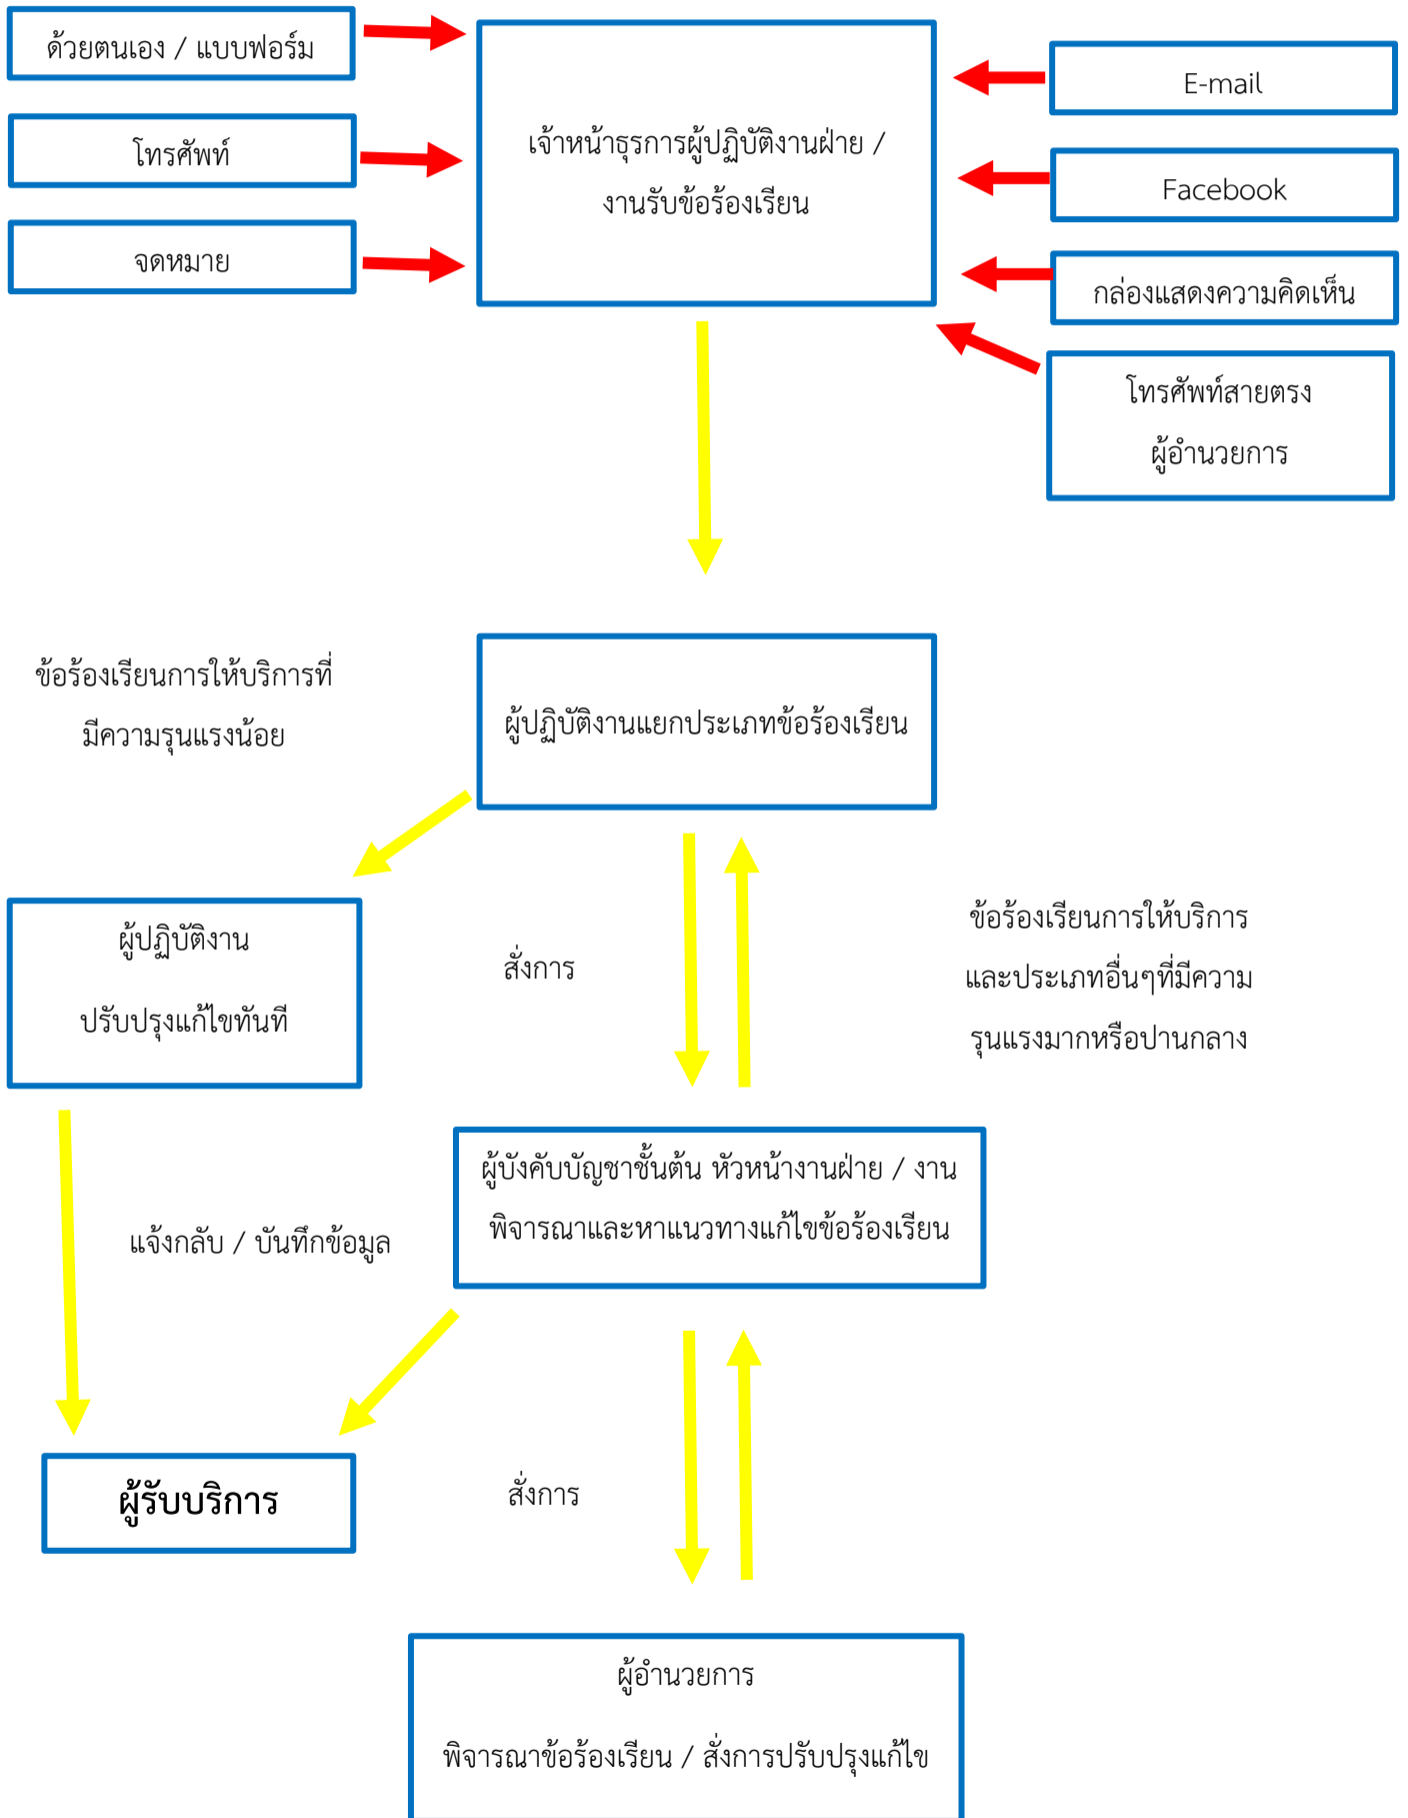 ด้วยตนเอง / แบบฟอร์ม
โทรศัพท์
จดหมาย
เจ้าหน้าธุรการผู้ปฏิบัติงานฝ่าย /
งานรับข้อร้องเรียน
E-mail
Facebook
กล่องแสดงความคิดเห็น
โทรศัพท์สายตรง
ผู้อำนวยการ
ข้อร้องเรียนการให้บริการที่
มีความรุนแรงน้อย
ผู้ปฏิบัติงานแยกประเภทข้อร้องเรียน
ผู้ปฏิบัติงาน
ปรับปรุงแก้ไขทันที
สั่งการ
ข้อร้องเรียนการให้บริการ
และประเภทอื่นๆที่มีความ
รุนแรงมากหรือปานกลาง
ผู้บังคับบัญชาชั้นต้น หัวหน้างานฝ่าย / งาน
พิจารณาและหาแนวทางแก้ไขข้อร้องเรียน
แจ้งกลับ / บันทึกข้อมูล
ผู้รับบริการ
สั่งการ
ผู้อำนวยการ
พิจารณาข้อร้องเรียน / สั่งการปรับปรุงแก้ไข